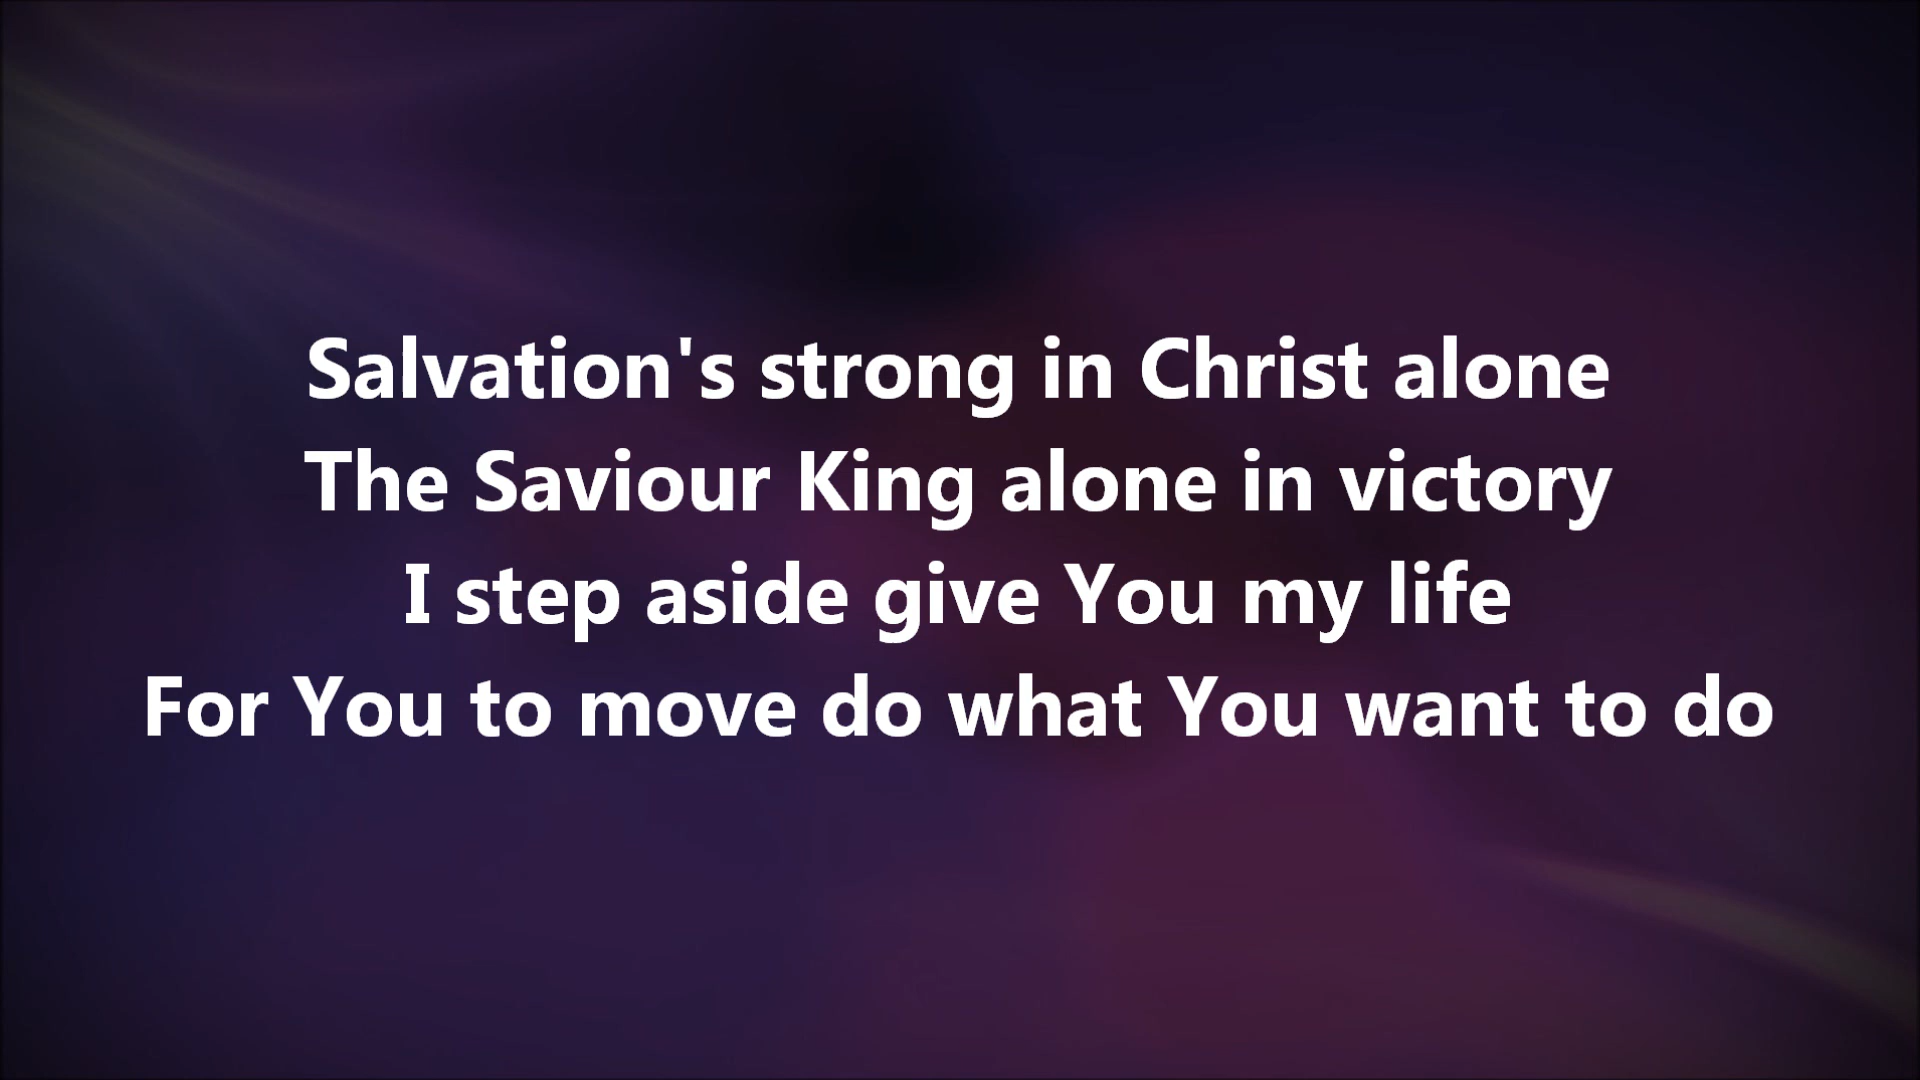 Salvation's strong in Christ alone
The Saviour King alone in victory
I step aside give You my life
For You to move do what You want to do